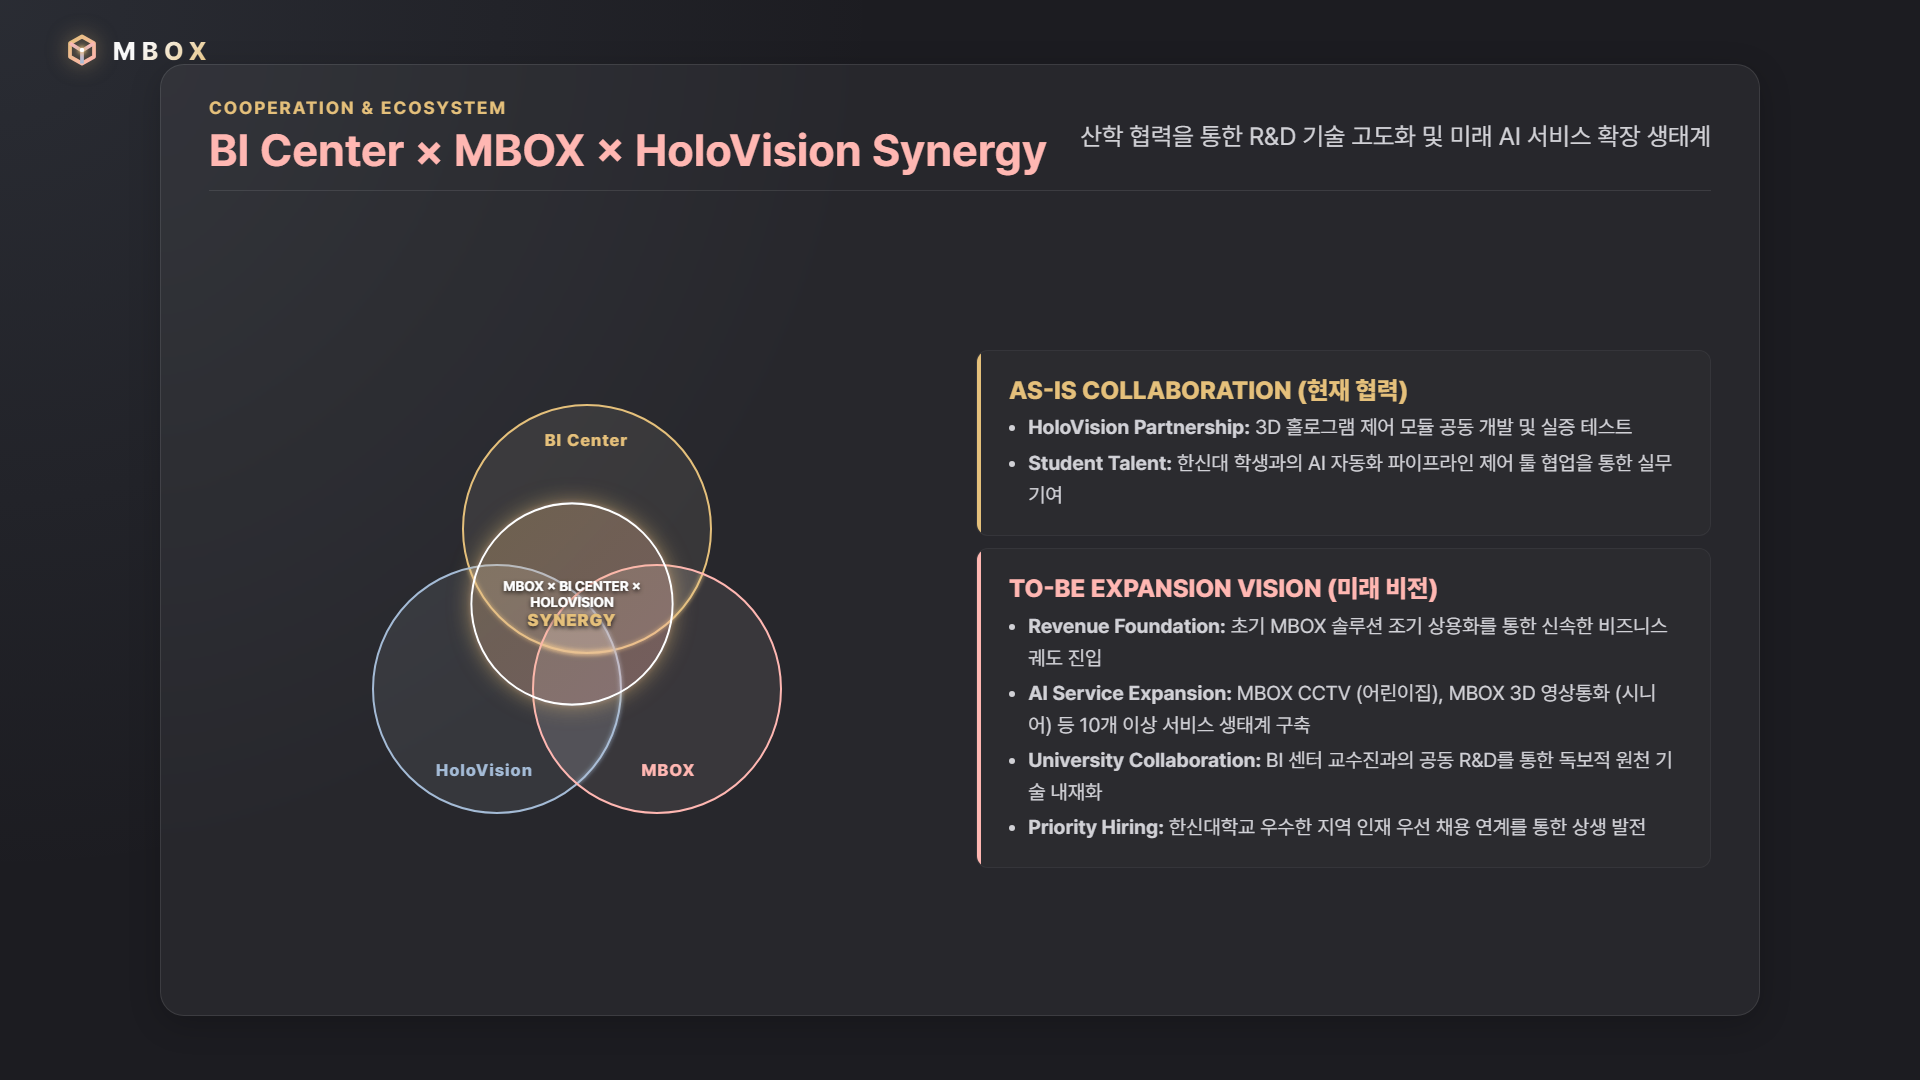 MBOX
COOPERATION & ECOSYSTEM
BI Center × MBOX × HoloVision Synergy
산학 협력을 통한 R&D 기술 고도화 및 미래 AI 서비스 확장 생태계
BI Center
MBOX × BI CENTER ×
HOLOVISION
SYNERGY
HoloVision
MBOX
AS-IS COLLABORATION (현재 협력)
• HoloVision Partnership: 3D 홀로그램 제어 모듈 공동 개발 및 실증 테스트
• Student Talent: 한신대 학생과의 AI 자동화 파이프라인 제어 툴 협업을 통한 실무
기여
TO-BE EXPANSION VISION (미래 비전)
• Revenue Foundation: 초기 MBOX 솔루션 조기 상용화를 통한 신속한 비즈니스
궤도 진입
• AI Service Expansion: MBOX CCTV (어린이집), MBOX 3D 영상통화 (시니
어) 등 10개 이상 서비스 생태계 구축
• University Collaboration: BI 센터 교수진과의 공동 R&D를 통한 독보적 원천 기
술 내재화
• Priority Hiring: 한신대학교 우수한 지역 인재 우선 채용 연계를 통한 상생 발전